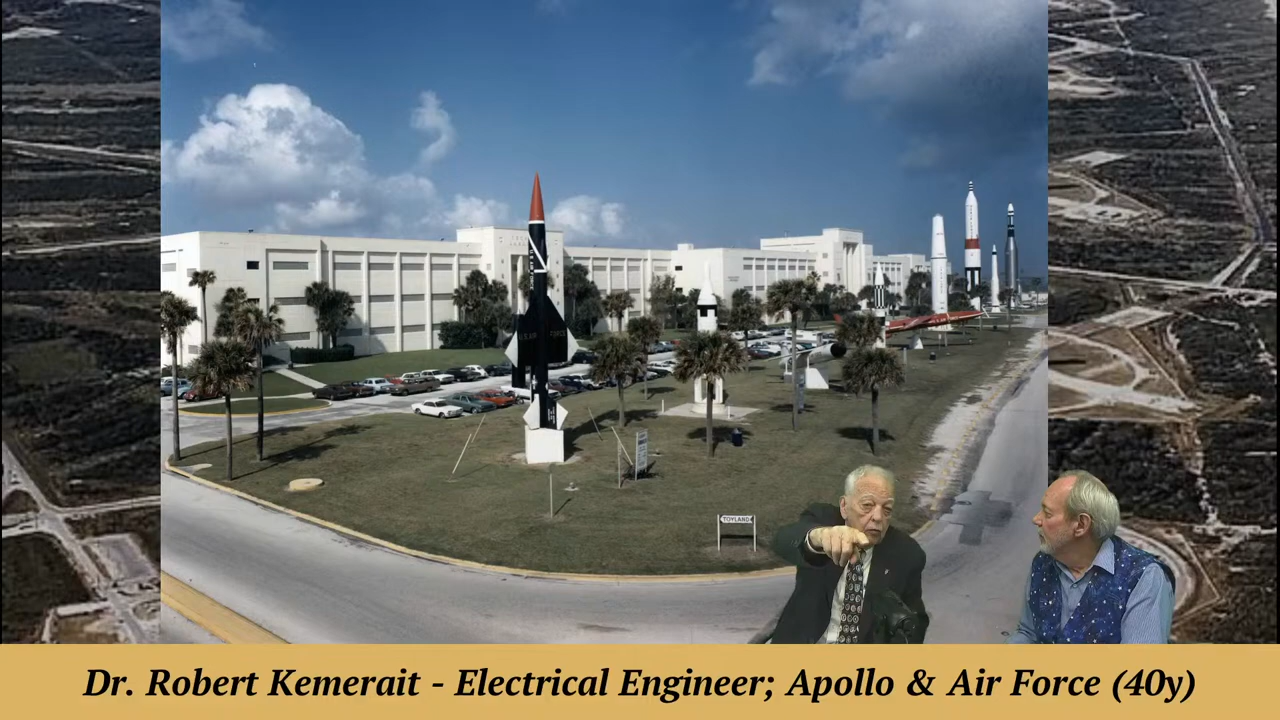 TOYLAND
Dr. Robert Kemerait - Electrical Engineer; Apollo & Air Force (40y)